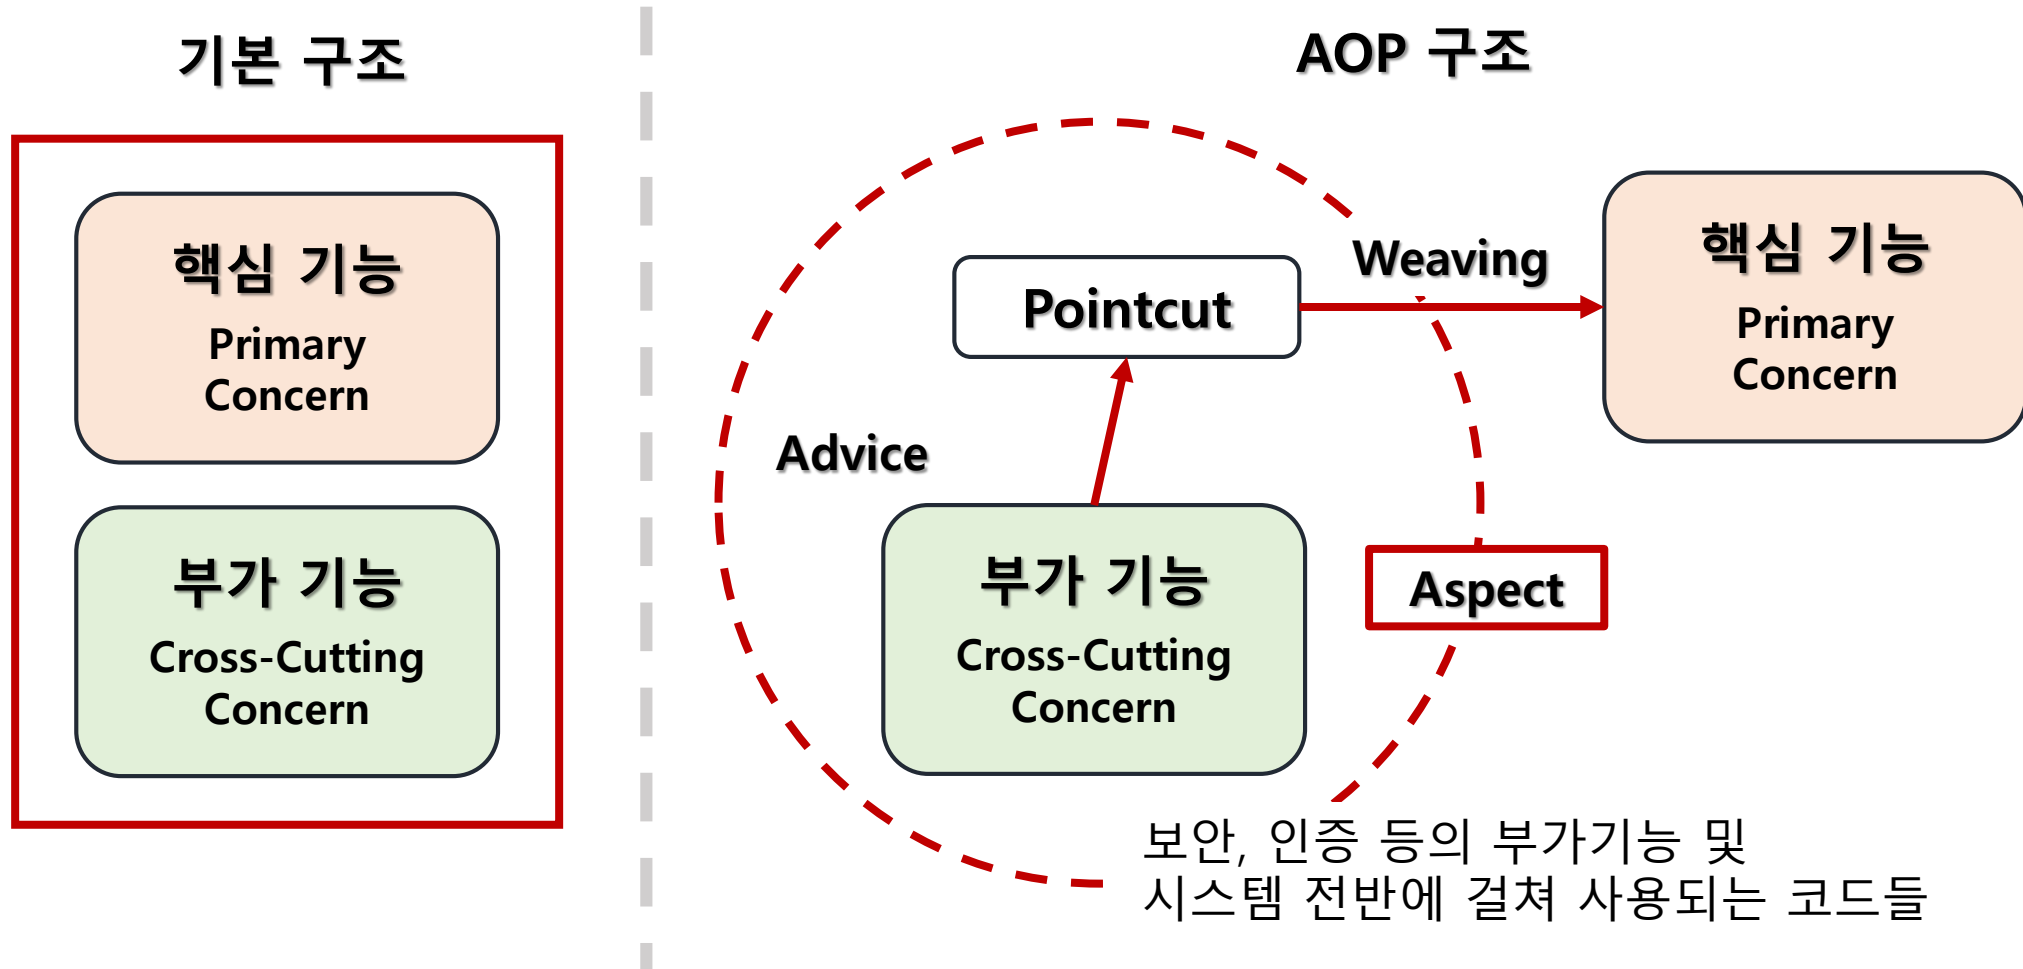 기본 구조
핵심 기능
Primary
Concern
부가 기능
Cross-Cutting
Concern
AOP 구조
Pointcut
Weaving
핵심 기능
Primary
Concern
Advice
부가 기능
Cross-Cutting
Concern
Aspect
보안, 인증 등의 부가기능 및
시스템 전반에 걸쳐 사용되는 코드들